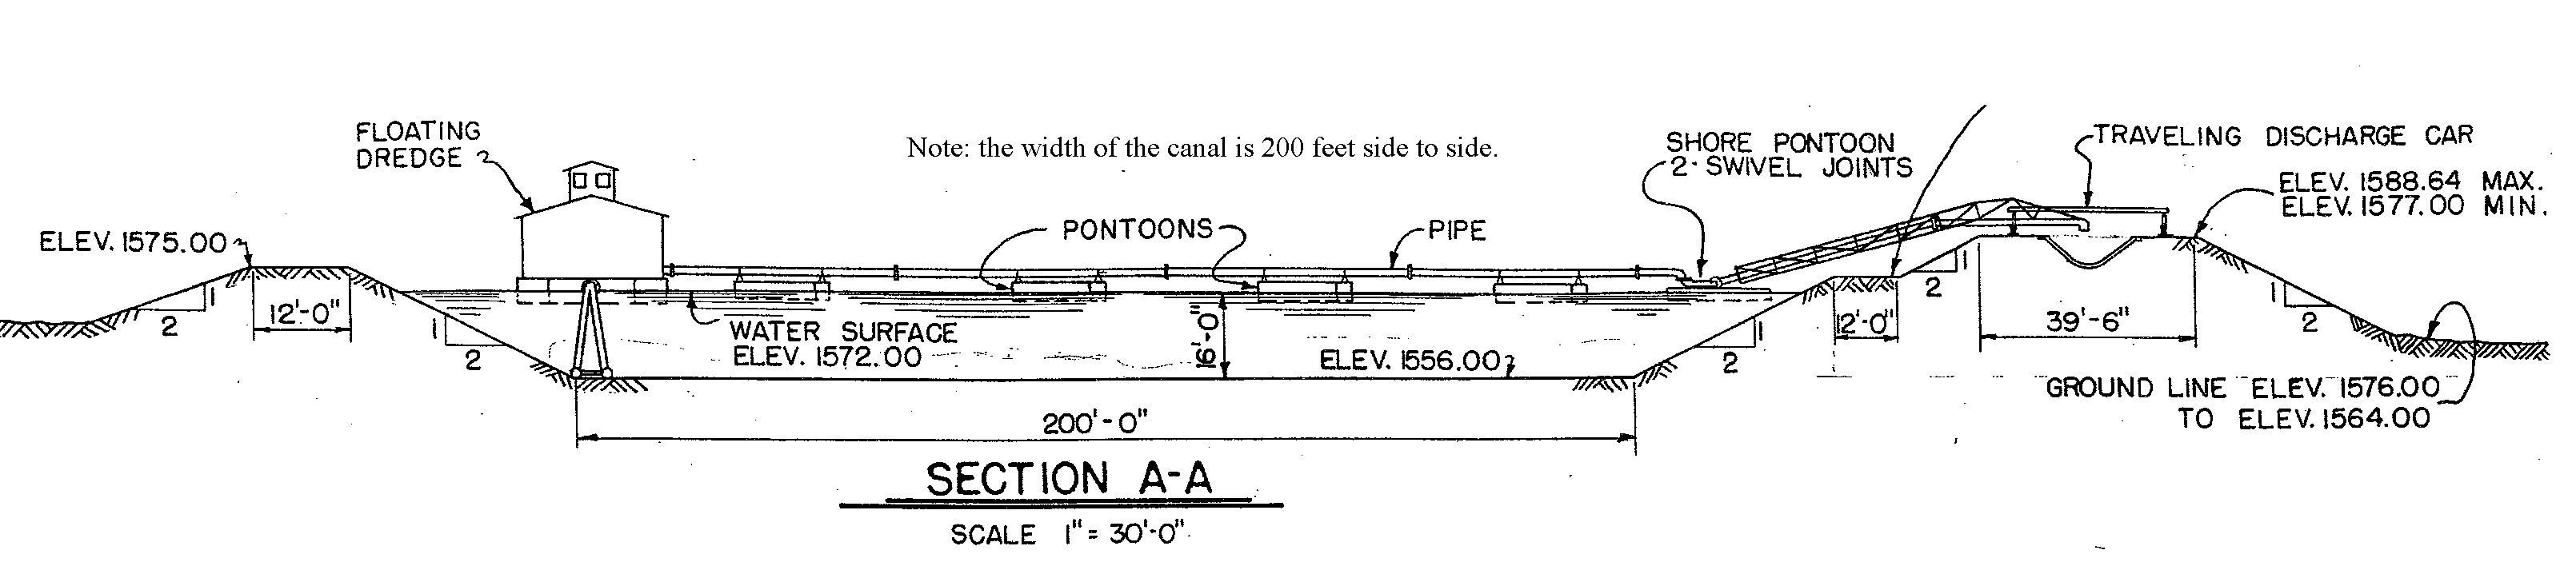 FLOATING
DREDGE
Note: the width of the canal is 200 feet side to side.
SHORE PONTOON
2-SWIVEL JOINTS
TRAVELING DISCHARGE CAR
ELEV. 1588.64 MAX.
ELEV. 1577.00 MIN.
ELEV. 1575.00
PONTOONS
PIPE
1
2
12'-0"
1
2
WATER SURFACE
ELEV. 1572.00
16'-0"
ELEV. 1556.00
1
2
12'-0"
1
2
39'-6"
1
2
GROUND LINE ELEV. 1576.00
TO ELEV. 1564.00
200'-0"
SECTION A-A
SCALE 1" = 30'-0"